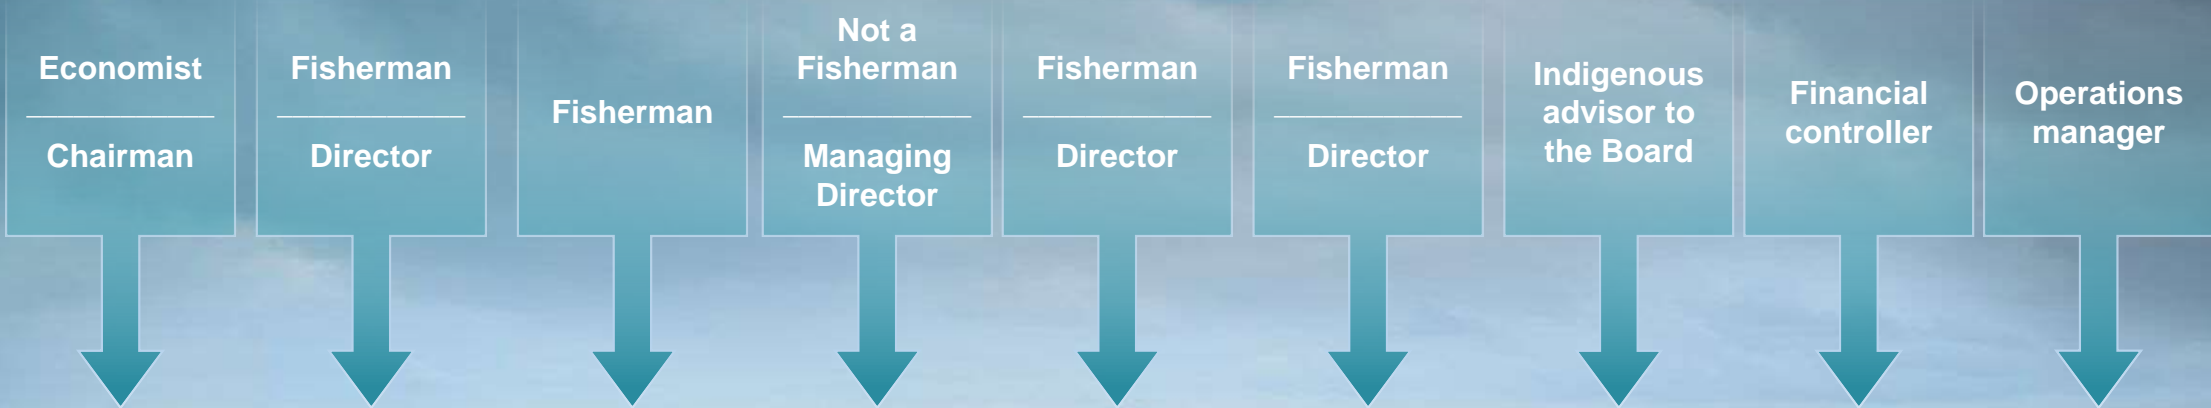 Economist
Chairman
Fisherman
Director
Fisherman
Not a
Fisherman
Managing
Director
Fisherman
Director
Fisherman
Director
Indigenous
advisor to
the Board
Financial
controller
Operations
manager